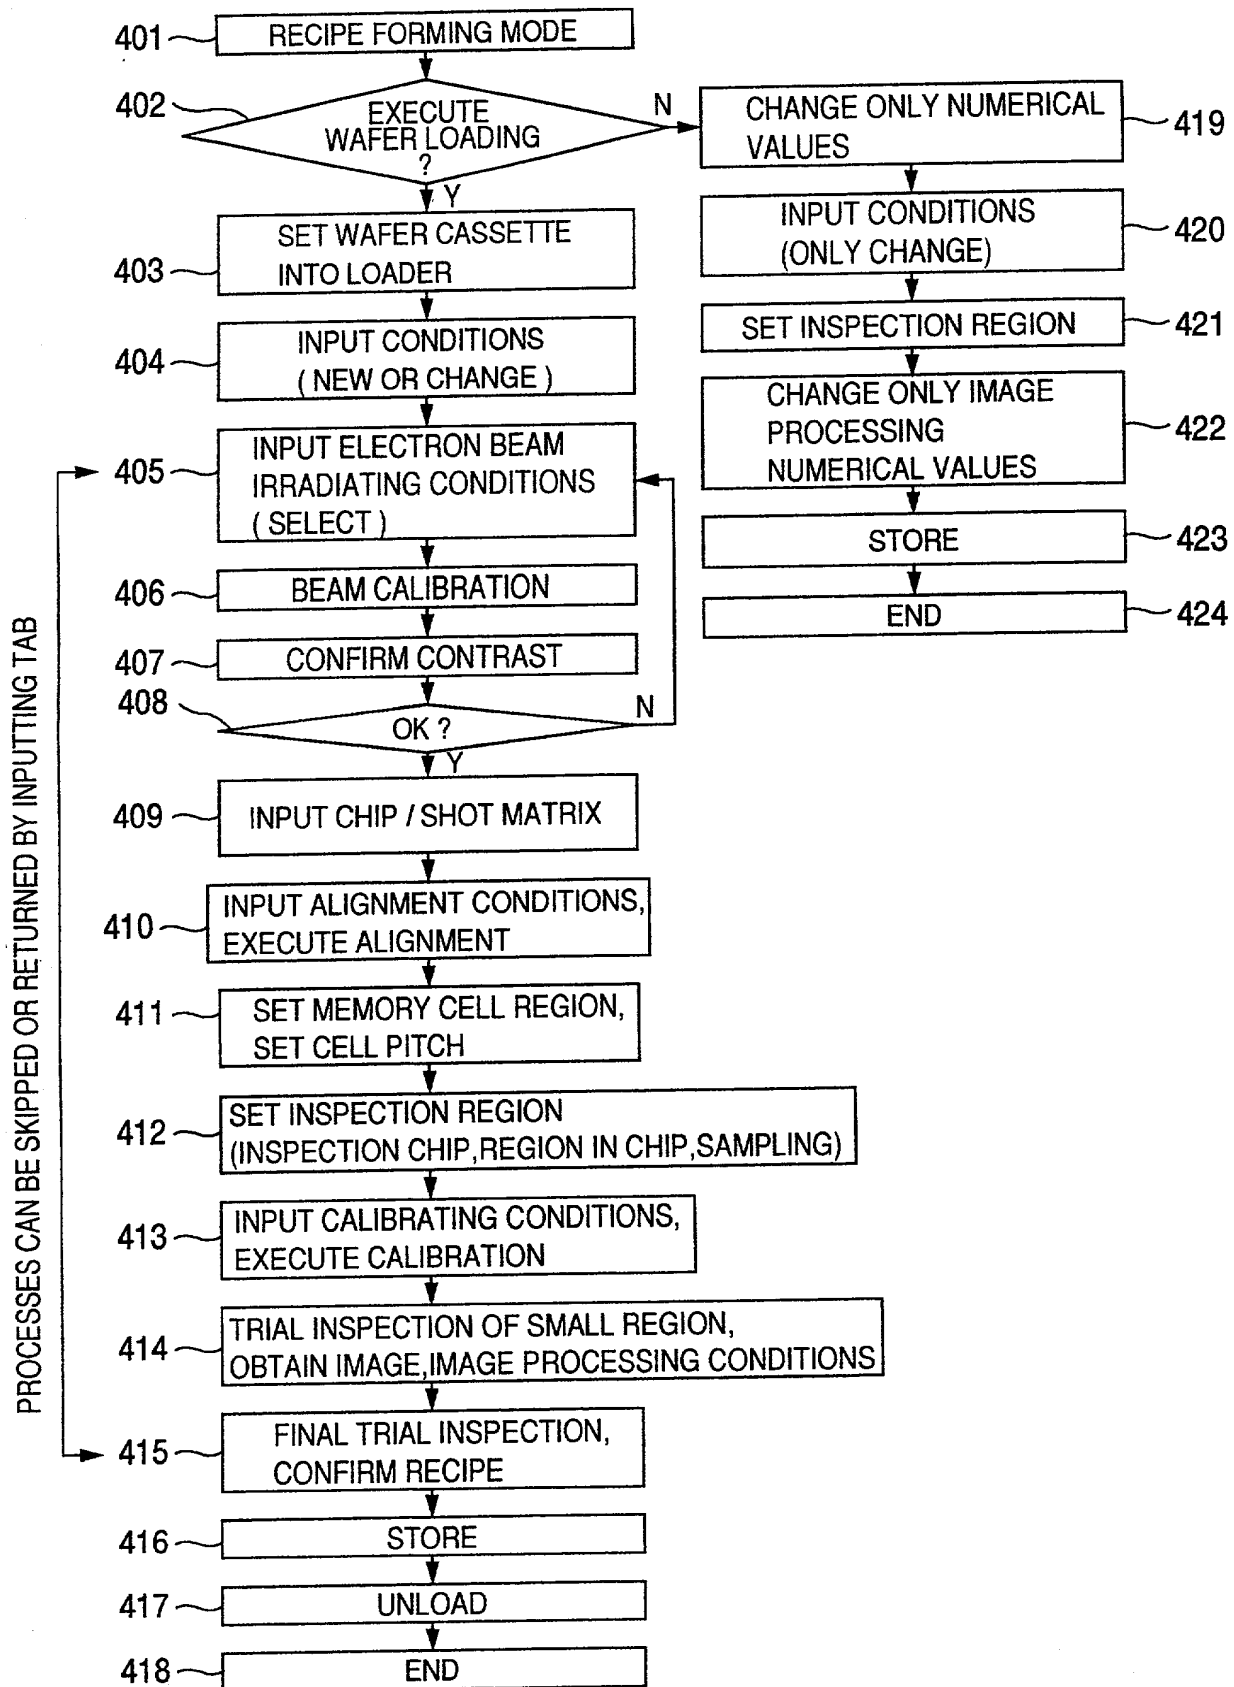 401
RECIPE FORMING MODE
402
EXECUTE
WAFER LOADING
?
N
Y
403
SET WAFER CASSETTE
INTO LOADER
404
INPUT CONDITIONS
( NEW OR CHANGE )
405
INPUT ELECTRON BEAM
IRRADIATING CONDITIONS
( SELECT )
406
BEAM CALIBRATION
407
CONFIRM CONTRAST
408
OK ?
N
Y
409
INPUT CHIP / SHOT MATRIX
410
INPUT ALIGNMENT CONDITIONS,
EXECUTE ALIGNMENT
411
SET MEMORY CELL REGION,
SET CELL PITCH
412
SET INSPECTION REGION
(INSPECTION CHIP,REGION IN CHIP,SAMPLING)
413
INPUT CALIBRATING CONDITIONS,
EXECUTE CALIBRATION
414
TRIAL INSPECTION OF SMALL REGION,
OBTAIN IMAGE,IMAGE PROCESSING CONDITIONS
415
FINAL TRIAL INSPECTION,
CONFIRM RECIPE
416
STORE
417
UNLOAD
418
END
CHANGE ONLY NUMERICAL
VALUES
419
INPUT CONDITIONS
(ONLY CHANGE)
420
SET INSPECTION REGION
421
CHANGE ONLY IMAGE
PROCESSING
NUMERICAL VALUES
422
STORE
423
END
424
PROCESSES CAN BE SKIPPED OR RETURNED BY INPUTTING TAB